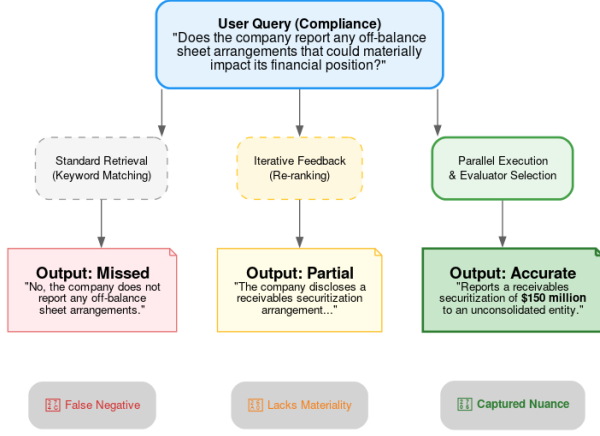 User Query (Compliance)
"Does the company report any off-balance
sheet arrangements that could materially
impact its financial position?"
Standard Retrieval
(Keyword Matching)
Iterative Feedback
(Re-ranking)
Parallel Execution
& Evaluator Selection
Output: Missed
"No, the company does not
report any off-balance
sheet arrangements."
Output: Partial
"The company discloses a
receivables securitization
arrangement..."
Output: Accurate
"Reports a receivables
securitization of $150 million
to an unconsolidated entity."
False Negative
Lacks Materiality
Captured Nuance